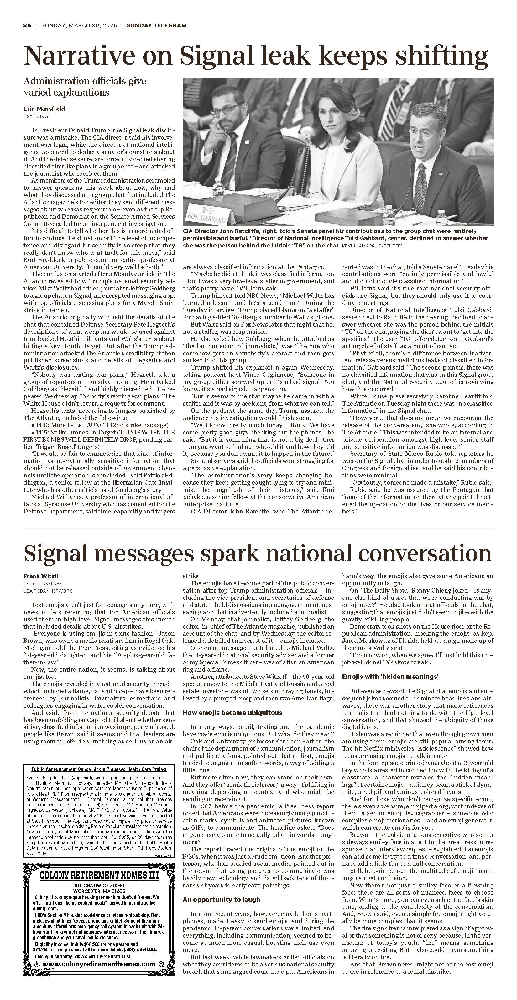 8A | SUNDAY, MARCH 30, 2025 | SUNDAY TELEGRAM
Narrative on Signal leak keeps shifting
Administration officials give
varied explanations
Erin Mansfield
USA TODAY
To President Donald Trump, the Signal leak disclo-
sure was a mistake. The CIA director said his involve-
ment was legal, while the director of national intelli-
gence appeared to dodge a senator's questions about
it. And the defense secretary forcefully denied sharing
classified airstrike plans in a group chat – and attacked
the journalist who received them.
As members of the Trump administration scrambled
to answer questions this week about how, why and
what they discussed on a group chat that included The
Atlantic magazine's top editor, they sent different mes-
sages about who was responsible – even as the top Re-
publican and Democrat on the Senate Armed Services
Committee called for an independent investigation.
“It's difficult to tell whether this is a coordinated ef-
fort to confuse the situation or if the level of incompe-
tence and disregard for security is so steep that they
really don't know who is at fault for this mess,” said
Kurt Braddock, a public communication professor at
American University. “It could very well be both.”
The confusion started after a Monday article in The
Atlantic revealed how Trump's national security ad-
viser Mike Waltz had added journalist Jeffrey Goldberg
to a group chat on Signal, an encrypted messaging app,
with top officials discussing plans for a March 15 air-
strike in Yemen.
The Atlantic originally withheld the details of the
chat that contained Defense Secretary Pete Hegseth's
descriptions of what weapons would be used against
Iran-backed Houthi militants and Waltz's texts about
hitting a key Houthi target. But after the Trump ad-
ministration attacked The Atlantic's credibility, it then
published screenshots and details of Hegseth's and
Waltz's disclosures.
“Nobody was texting war plans,” Hegseth told a
group of reporters on Tuesday morning. He attacked
Goldberg as “deceitful and highly discredited.” He re-
peated Wednesday, “Nobody's texting war plans.” The
White House didn't return a request for comment.
Hegseth's texts, according to images published by
The Atlantic, included the following:
● 1410: More F-18s LAUNCH (2nd strike package)
● 1415: Strike Drones on Target (THIS IS WHEN THE
FIRST BOMBS WILL DEFINITELY DROP, pending ear-
lier ‘Trigger Based’ targets)
“It would be fair to characterize that kind of infor-
mation as operationally sensitive information that
should not be released outside of government chan-
nels until the operation is concluded,” said Patrick Ed-
dington, a senior fellow at the libertarian Cato Insti-
tute who has other criticisms of Goldberg's story.
Michael Williams, a professor of international af-
fairs at Syracuse University who has consulted for the
Defense Department, said time, capability and targets
HON. GABBARD
CIA Director John Ratcliffe, right, told a Senate panel his contributions to the group chat were “entirely
permissible and lawful.” Director of National Intelligence Tulsi Gabbard, center, declined to answer whether
she was the person behind the initials “TG” on the chat. KEVIN LAMARQUE/REUTERS
are always classified information at the Pentagon.
“Maybe he didn't think it was classified information
– but I was a very low-level staffer in government, and
that's pretty basic,” Williams said.
Trump himself told NBC News, “Michael Waltz has
learned a lesson, and he's a good man.” During the
Tuesday interview, Trump placed blame on “a staffer”
for having added Goldberg's number to Waltz's phone.
But Waltz said on Fox News later that night that he,
not a staffer, was responsible.
He also asked how Goldberg, whom he attacked as
“the bottom scum of journalists,” was “the one who
somehow gets on somebody's contact and then gets
sucked into this group.”
Trump shifted his explanation again Wednesday,
telling podcast host Vince Coglianese, “Someone in
my group either screwed up or it's a bad signal. You
know, it's a bad signal. Happens too.
“But it seems to me that maybe he came in with a
staffer and it was by accident, from what we can tell.”
On the podcast the same day, Trump assured the
audience his investigation would finish soon.
“We'll know, pretty much today, I think. We have
some pretty good guys checking out the phones,” he
said. “But it is something that is not a big deal other
than you want to find out who did it and how they did
it, because you don't want it to happen in the future.”
Some observers said the officials were struggling for
a persuasive explanation.
“The administration's story keeps changing be-
cause they keep getting caught lying to try and mini-
mize the magnitude of their mistakes,” said Kori
Schake, a senior fellow at the conservative American
Enterprise Institute.
CIA Director John Ratcliffe, who The Atlantic re-
ported was in the chat, told a Senate panel Tuesday his
contributions were “entirely permissible and lawful
and did not include classified information.”
Williams said it's true that national security offi-
cials use Signal, but they should only use it to coor-
dinate meetings.
Director of National Intelligence Tulsi Gabbard,
seated next to Ratcliffe in the hearing, declined to an-
swer whether she was the person behind the initials
“TG” on the chat, saying she didn't want to “get into the
specifics.” The user “TG” offered Joe Kent, Gabbard's
acting chief of staff, as a point of contact.
“First of all, there's a difference between inadver-
tent release versus malicious leaks of classified infor-
mation,” Gabbard said. “The second point is, there was
no classified information that was on this Signal group
chat, and the National Security Council is reviewing
how this occurred.”
White House press secretary Karoline Leavitt told
The Atlantic on Tuesday night there was “no classified
information” in the Signal chat.
“However ... that does not mean we encourage the
release of the conversation,” she wrote, according to
The Atlantic. “This was intended to be an internal and
private deliberation amongst high-level senior staff
and sensitive information was discussed.”
Secretary of State Marco Rubio told reporters he
was on the Signal chat in order to update members of
Congress and foreign allies, and he said his contribu-
tions were minimal.
“Obviously, someone made a mistake,” Rubio said.
Rubio said he was assured by the Pentagon that
“none of the information on there at any point threat-
ened the operation or the lives or our service mem-
bers.”
Signal messages spark national conversation
Frank Witsil
Detroit Free Press
USA TODAY NETWORK
Text emojis aren't just for teenagers anymore, with
news outlets reporting that top American officials
used them in high-level Signal messages this month
that included details about U.S. airstrikes.
“Everyone is using emojis in some fashion,” Jason
Brown, who owns a media relations firm in Royal Oak,
Michigan, told the Free Press, citing as evidence his
“14-year-old daughter” and his “70-plus-year-old fa-
ther-in-law.”
Now, the entire nation, it seems, is talking about
emojis, too.
The emojis revealed in a national security thread –
which included a flame, fist and bicep – have been ref-
erenced by journalists, lawmakers, comedians and
colleagues engaging in water cooler conversation.
And aside from the national security debate that
has been unfolding on Capitol Hill about whether sen-
sitive, classified information was improperly released,
people like Brown said it seems odd that leaders are
using them to refer to something as serious as an air-
strike.
The emojis have become part of the public conver-
sation after top Trump administration officials – in-
cluding the vice president and secretaries of defense
and state – held discussions in a nongovernment mes-
saging app that inadvertently included a journalist.
On Monday, that journalist, Jeffrey Goldberg, the
editor-in-chief of The Atlantic magazine, published an
account of the chat, and by Wednesday, the editor re-
leased a detailed transcript of it – emojis included.
One emoji message – attributed to Michael Waltz,
the 51-year-old national security adviser and a former
Army Special Forces officer – was of a fist, an American
flag and a flame.
Another, attributed to Steve Witkoff – the 68-year-old
special envoy to the Middle East and Russia and a real
estate investor – was of two sets of praying hands, fol-
lowed by a pumped bicep and then two American flags.
How emojis became ubiquitous
In many ways, email, texting and the pandemic
have made emojis ubiquitous. But what do they mean?
Oakland University professor Kathleen Battles, the
chair of the department of communication, journalism
and public relations, pointed out that at first, emojis
tended to augment or soften words, a way of adding a
little tone.
But more often now, they can stand on their own.
And they offer “semiotic richness,” a way of shifting in
meaning depending on context and who might be
sending or receiving it.
In 2017, before the pandemic, a Free Press report
noted that Americans were increasingly using punctu-
ation marks, symbols and animated pictures, known
as GIFs, to communicate. The headline asked: “Does
anyone use a phone to actually talk – in words – any-
more?”
The report traced the origins of the emoji to the
1980s, when it was just a crude emoticon. Another pro-
fessor, who had studied social media, pointed out in
the report that using pictures to communicate was
hardly new technology and dated back tens of thou-
sands of years to early cave paintings.
An opportunity to laugh
In more recent years, however, email, then smart-
phones, made it easy to send emojis, and during the
pandemic, in-person conversations were limited, and
everything, including communication, seemed to be-
come so much more casual, boosting their use even
more.
But last week, while lawmakers grilled officials on
what they considered to be a serious national security
breach that some argued could have put Americans in
harm's way, the emojis also gave some Americans an
opportunity to laugh.
On “The Daily Show,” Ronny Chieng joked, “Is any-
one else kind of upset that we're conducting war by
emoji now?” He also took aim at officials in the chat,
suggesting that emojis just didn't seem to jibe with the
gravity of killing people.
Democrats took shots on the House floor at the Re-
publican administration, mocking the emojis, as Rep.
Jared Moskowitz of Florida held up a sign made up of
the emojis Waltz sent.
“From now on, when we agree, I'll just hold this up –
job well done!” Moskowitz said.
Emojis with ‘hidden meanings’
But even as news of the Signal chat emojis and sub-
sequent jokes seemed to dominate headlines and air-
waves, there was another story that made references
to emojis that had nothing to do with the high-level
conversation, and that showed the ubiquity of those
digital icons.
It also was a reminder that even though grown men
are using them, emojis are still popular among teens.
The hit Netflix miniseries “Adolescence” showed how
teens are using emojis to talk in code.
In the four-episode crime drama about a 13-year-old
boy who is arrested in connection with the killing of a
classmate, a character revealed the “hidden mean-
ings” of certain emojis – a kidney bean, a stick of dyna-
mite, a red pill and various-colored hearts.
And for those who don't recognize specific emoji,
there's even a website, emojipedia.org, with indexes of
them, a senior emoji lexicographer – someone who
compiles emoji dictionaries – and an emoji generator,
which can create emojis for you.
Brown – the public relations executive who sent a
sideways smiley face in a text to the Free Press in re-
sponse to an interview request – explained that emojis
can add some levity to a tense conversation, and per-
haps add a little fun to a dull conversation.
Still, he pointed out, the multitude of emoji mean-
ings can get confusing.
Now there's not just a smiley face or a frowning
face; there are all sorts of nuanced faces to choose
from. What's more, you can even select the face's skin
tone, adding to the complexity of the conversation.
And, Brown said, even a simple fire emoji might actu-
ally be more complex than it seems.
The fire sign often is interpreted as a sign of approv-
al or that something is hot or sexy because, in the ver-
nacular of today's youth, “fire” means something
amazing or exciting. But it also could mean something
is literally on fire.
And that, Brown noted, might not be the best emoji
to use in reference to a lethal airstrike.
Public Announcement Concerning a Proposed Health Care Project
Everest Hospital, LLC (Applicant), with a principal place of business at
111 Huntoon Memorial Highway, Leicester, MA 01542, intends to file a
Determination of Need application with the Massachusetts Department of
Public Health (DPH) with respect to a Transfer of Ownership of Vibra Hospital
of Western Massachusetts – Central Campus, a hospital that provides
long-term acute care hospital (LTCH) services at 111 Huntoon Memorial
Highway, Leicester (Rochdale), MA 01542 (the Hospital). The Total Value
of this transaction based on the 2024 Net Patient Service Revenue reported
at $9,344,94500. The Applicant does not anticipate any price or service
impacts on the Hospital's existing Patient Panel as a result of the transaction.
Any ten Taxpayers of Massachusetts may register in connection with the
intended application by no later than April 30, 2025, or 30 days from the
Filing Date, whichever is later, by contacting the Department of Public Health
Determination of Need Program, 250 Washington Street, 6th Floor, Boston,
MA 02108.
WM-41547196
COLONY RETIREMENT HOMES III
101 CHADWICK STREET
WORCESTER, MA 01605
Colony III is congregate housing for seniors that's different. We
offer nutritious “home cooked meals”, served in our attractive
dining room.
HUD's Section 8 housing assistance provides rent subsidy. Rent
includes all utilities (except phone and cable). Some of the many
amenities offered are: emergency call system in each unit with 24-
hour staffing, a variety of activities, internet access in the library, a
greenhouse and your small pet is welcome.
Eligibility income limit is $68,500 for one person and
$78,250 for two persons. Call for more details (508) 755-0444.
*Colony III currently has a short 1 & 2 BR wait list.
www.colonyretirementhomes.com
WM-41520825